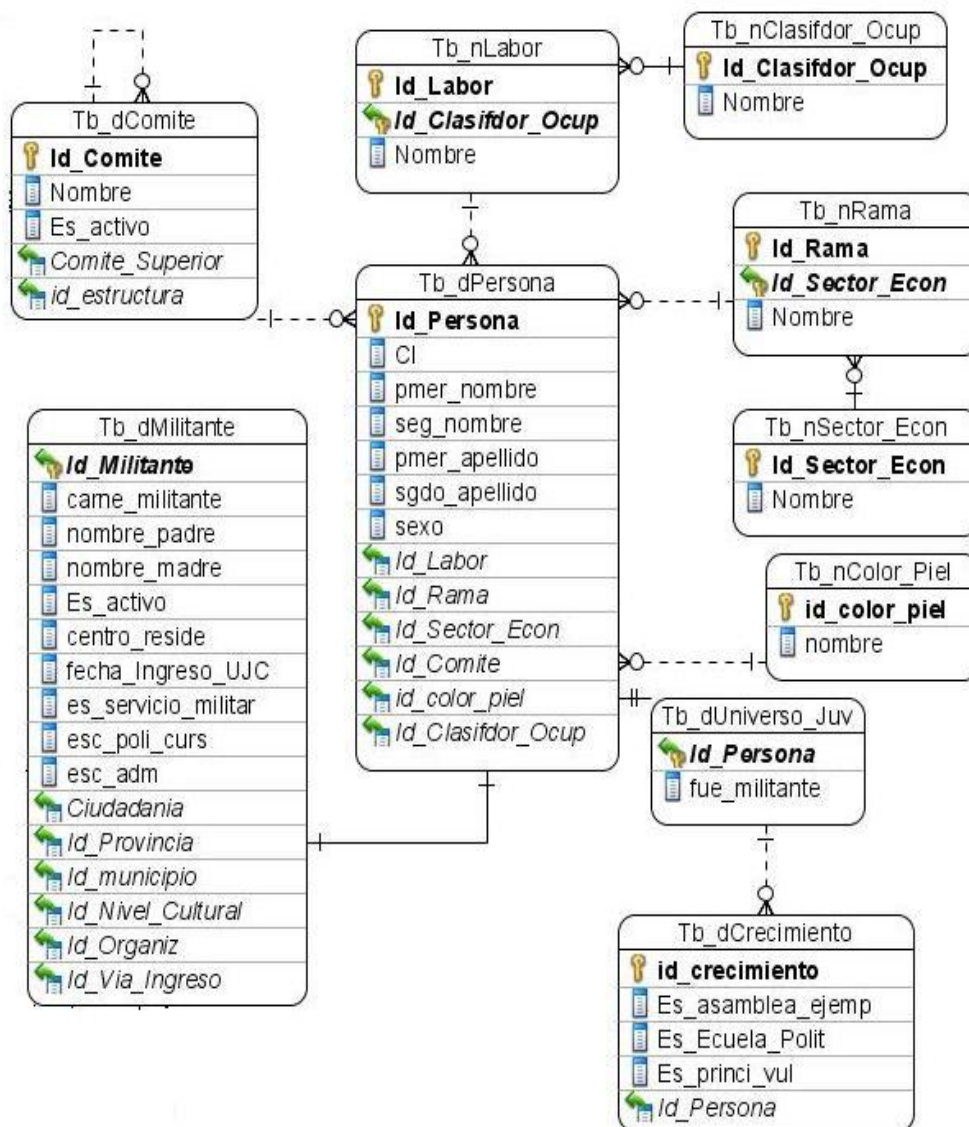 Tb_nLabor
Id_Labor
Id_Clasifdor_Ocup
Nombre
Tb_nClasifdor_Ocup
Id_Clasifdor_Ocup
Nombre
Tb_dComite
Id_Comite
Nombre
Es_activo
Comite_Superior
id_estructura
Tb_nRama
Id_Rama
Id_Sector_Econ
Nombre
Tb_dPersona
Id_Persona
CI
pmer_nombre
seg_nombre
pmer_apellido
sgdo_apellido
sexo
Id_Labor
Id_Rama
Id_Sector_Econ
Id_Comite
id_color_piel
Id_Clasifdor_Ocup
Tb_nSector_Econ
Id_Sector_Econ
Nombre
Tb_dMilitante
Id_Militante
carne_militante
nombre_padre
nombre_madre
Es_activo
centro_reside
fecha_Ingreso_UJC
es_servicio_militar
esc_poli_curs
esc_adm
Ciudadania
Id_Provincia
Id_municipio
Id_Nivel_Cultural
Id_Organiz
Id_Via_Ingreso
Tb_nColor_Piel
id_color_piel
nombre
Tb_dUniverso_Juv
Id_Persona
fue_militante
Tb_dCrecimiento
id_crecimiento
Es_asamblea_ejemp
Es_Ecuela_Polit
Es_princi_vul
Id_Persona